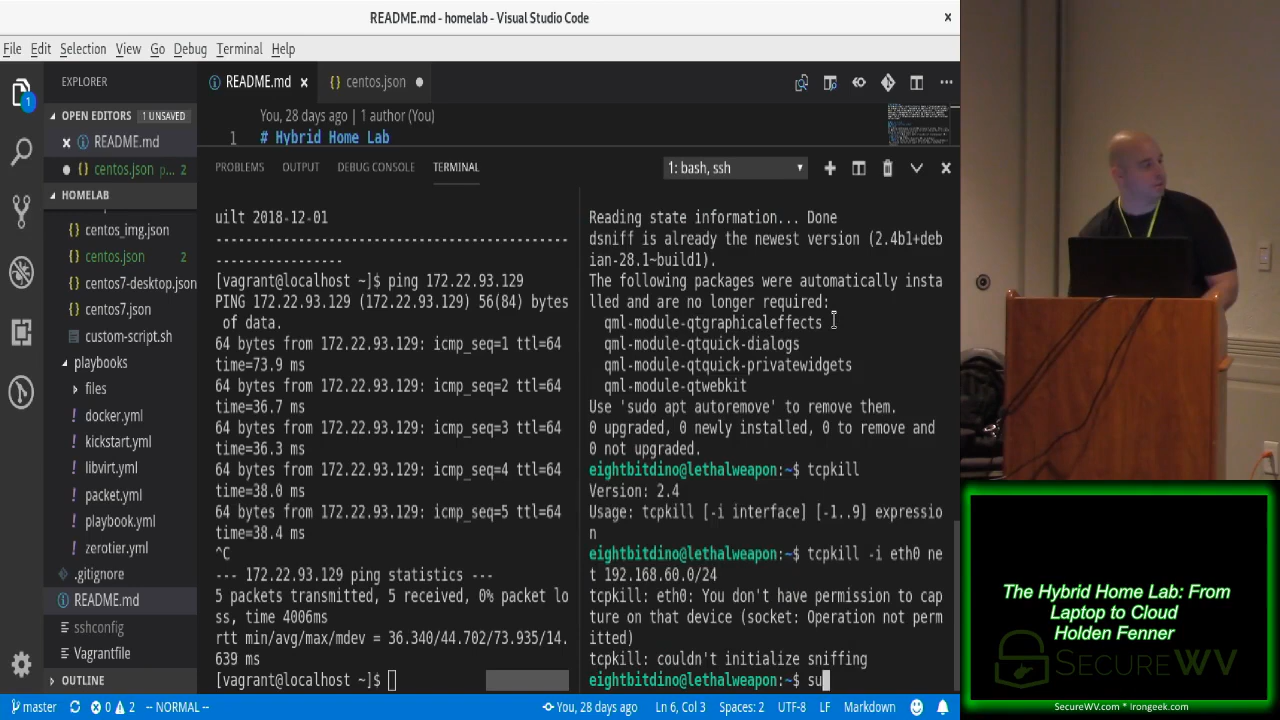 README.md - homelab - Visual Studio Code
×
File Edit Selection View Go Debug Terminal Help
1
EXPLORER
OPEN EDITORS 1 UNSAVED
README.md
centos.json p... 2
HOMELAB
centos_img.json
centos.json 2
centos7-desktop.json
centos7.json
custom-script.sh
playbooks
files
docker.yml
kickstart.yml
libvirt.yml
packet.yml
playbook.yml
zerotier.yml
.gitignore
README.md
sshconfig
Vagrantfile
OUTLINE
README.md × {} centos.json
You, 28 days ago | 1 author (You)
1 # Hybrid Home Lab
PROBLEMS OUTPUT DEBUG CONSOLE TERMINAL 1: bash, ssh
uilt 2018-12-01
------------------------------------------
----------------
[vagrant@localhost ~]$ ping 172.22.93.129
PING 172.22.93.129 (172.22.93.129) 56(84) bytes
of data.
64 bytes from 172.22.93.129: icmp_seq=1 ttl=64
time=73.9 ms
64 bytes from 172.22.93.129: icmp_seq=2 ttl=64
time=36.7 ms
64 bytes from 172.22.93.129: icmp_seq=3 ttl=64
time=36.3 ms
64 bytes from 172.22.93.129: icmp_seq=4 ttl=64
time=38.0 ms
64 bytes from 172.22.93.129: icmp_seq=5 ttl=64
time=38.4 ms
^C
--- 172.22.93.129 ping statistics ---
5 packets transmitted, 5 received, 0% packet lo
ss, time 4006ms
rtt min/avg/max/mdev = 36.340/44.702/73.935/14.
639 ms
[vagrant@localhost ~]$
Reading state information... Done
dsniff is already the newest version (2.4b1+deb
ian-28.1~build1).
The following packages were automatically insta
lled and are no longer required:
qml-module-qtgraphicaleffects
qml-module-qtquick-dialogs
qml-module-qtquick-privatewidgets
qml-module-qtwebkit
Use 'sudo apt autoremove' to remove them.
0 upgraded, 0 newly installed, 0 to remove and
0 not upgraded.
eightbitdino@lethalweapon:~$ tcpkill
Version: 2.4
Usage: tcpkill [-i interface] [-1..9] expressio
n
eightbitdino@lethalweapon:~$ tcpkill -i eth0 ne
t 192.168.60.0/24
tcpkill: eth0: You don't have permission to cap
ture on that device (socket: Operation not perm
itted)
tcpkill: couldn't initialize sniffing
eightbitdino@lethalweapon:~$ su
master 0 2 -- NORMAL -- You, 28 days ago Ln 6, Col 3 Spaces: 2 UTF-8 LF Markdown
The Hybrid Home Lab: From
Laptop to Cloud
Holden Fenner
SECUREWV
SecureWV.com * Irongeek.com